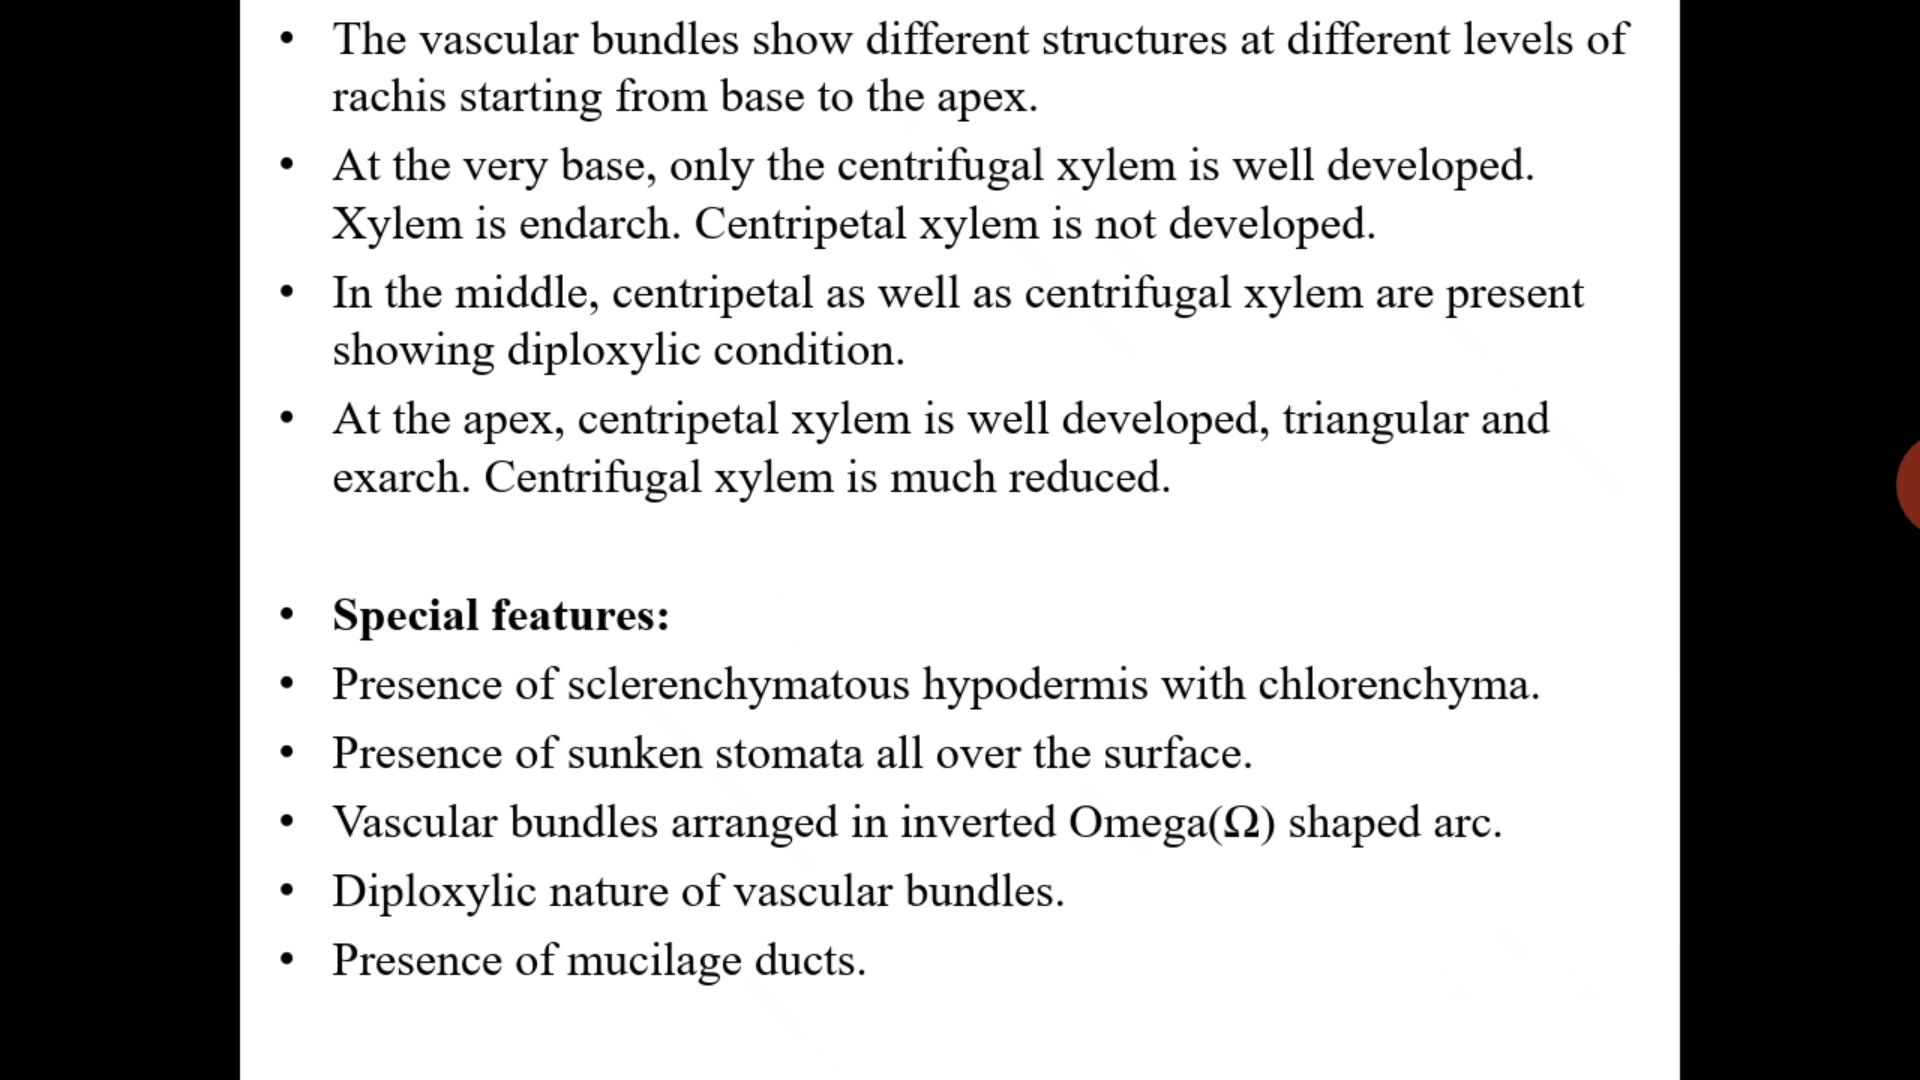 • The vascular bundles show different structures at different levels of
rachis starting from base to the apex.
• At the very base, only the centrifugal xylem is well developed.
Xylem is endarch. Centripetal xylem is not developed.
• In the middle, centripetal as well as centrifugal xylem are present
showing diploxylic condition.
• At the apex, centripetal xylem is well developed, triangular and
exarch. Centrifugal xylem is much reduced.
• Special features:
• Presence of sclerenchymatous hypodermis with chlorenchyma.
• Presence of sunken stomata all over the surface.
• Vascular bundles arranged in inverted Omega(Ω) shaped arc.
• Diploxylic nature of vascular bundles.
• Presence of mucilage ducts.